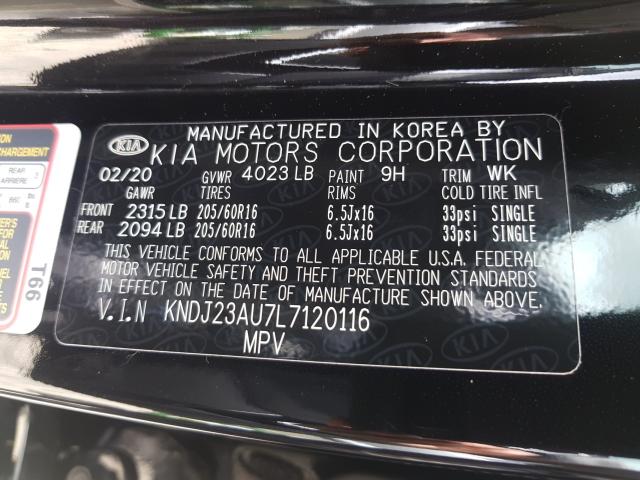 MANUFACTURED IN KOREA BY
KIA KIA MOTORS CORPORATION
02/20 GVWR 4023 LB PAINT 9H TRIM WK
GAWR TIRES RIMS COLD TIRE INFL
FRONT 2315 LB 205/60R16 6.5Jx16 33psi SINGLE
REAR 2094 LB 205/60R16 6.5Jx16 33psi SINGLE
THIS VEHICLE CONFORMS TO ALL APPLICABLE U.S.A. FEDERAL
MOTOR VEHICLE SAFETY AND THEFT PREVENTION STANDARDS
IN EFFECT ON THE DATE OF MANUFACTURE SHOWN ABOVE.
V.I.N KNDJ23AU7L7120116
MPV
REAR
ARRIERE
T66